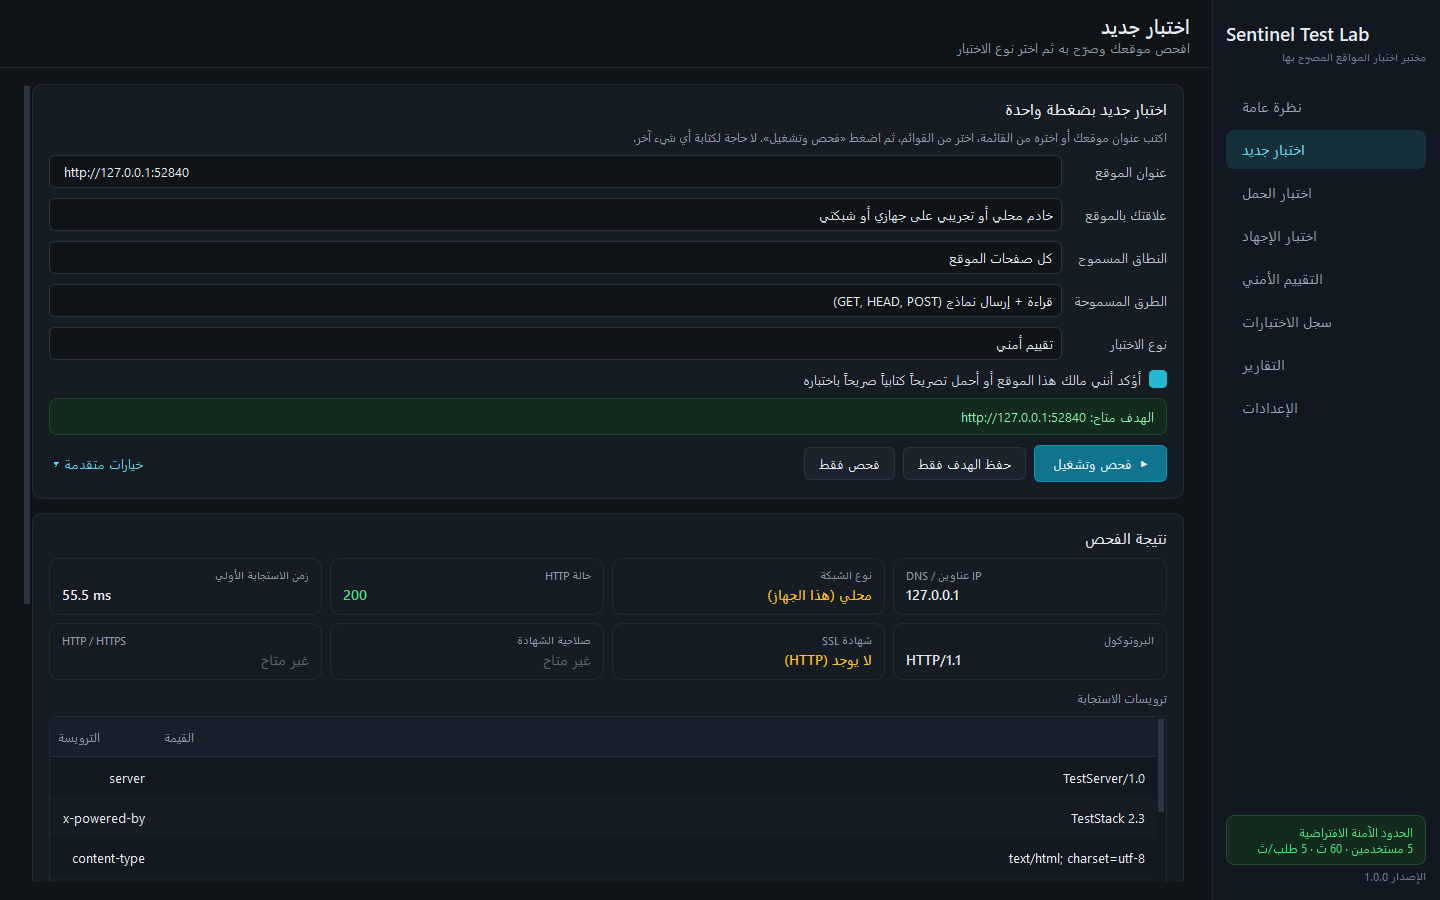 Sentinel Test Lab
مختبر اختبار المواقع المصرح بها
نظرة عامة
اختبار جديد
اختبار الحمل
اختبار الإجهاد
التقييم الأمني
سجل الاختبارات
التقارير
الإعدادات
الحدود الآمنة الافتراضية
5 مستخدمين · 60 ث · 5 طلب/ث
الإصدار 1.0.0
اختبار جديد
افحص موقعك وصرّح به ثم اختر نوع الاختبار
اختبار جديد بضغطة واحدة
اكتب عنوان موقعك أو اختره من القائمة، اختر من القوائم، ثم اضغط «فحص وتشغيل». لا حاجة لكتابة أي شيء آخر.
عنوان الموقع
http://127.0.0.1:52840
علاقتك بالموقع
خادم محلي أو تجريبي على جهازي أو شبكتي
النطاق المسموح
كل صفحات الموقع
الطرق المسموحة
قراءة + إرسال نماذج (GET, HEAD, POST)
نوع الاختبار
تقييم أمني
أؤكد أنني مالك هذا الموقع أو أحمل تصريحاً كتابياً صريحاً باختباره
الهدف متاح: http://127.0.0.1:52840
فحص وتشغيل
حفظ الهدف فقط
فحص فقط
خيارات متقدمة
نتيجة الفحص
عناوين IP / DNS
127.0.0.1
نوع الشبكة
محلي (هذا الجهاز)
حالة HTTP
200
زمن الاستجابة الأولي
55.5 ms
البروتوكول
HTTP/1.1
شهادة SSL
لا يوجد (HTTP)
صلاحية الشهادة
غير متاح
HTTP / HTTPS
غير متاح
ترويسات الاستجابة
الترويسة القيمة
server TestServer/1.0
x-powered-by TestStack 2.3
content-type text/html; charset=utf-8